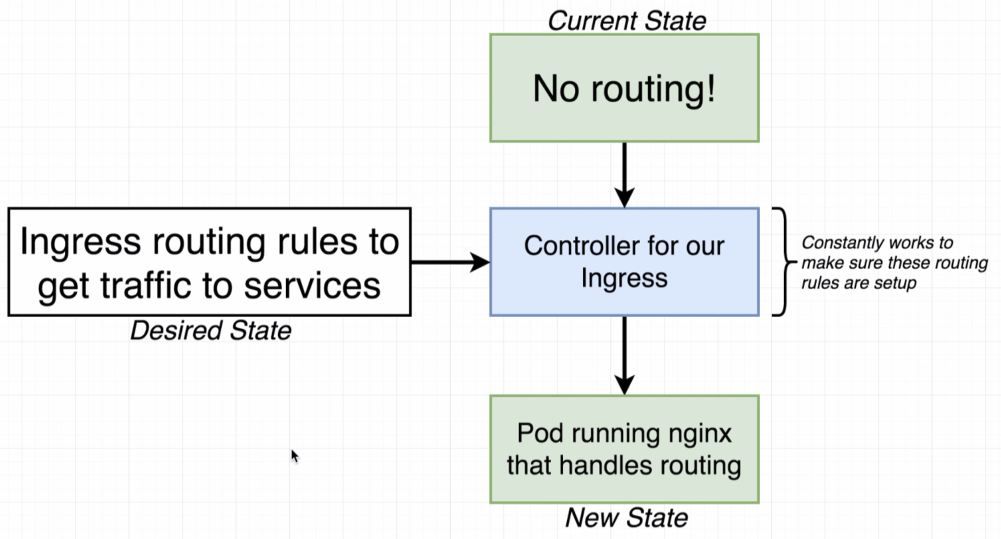 Current State
No routing!
Ingress routing rules to
get traffic to services
Desired State
Controller for our
Ingress
Constantly works to
make sure these routing
rules are setup
Pod running nginx
that handles routing
New State